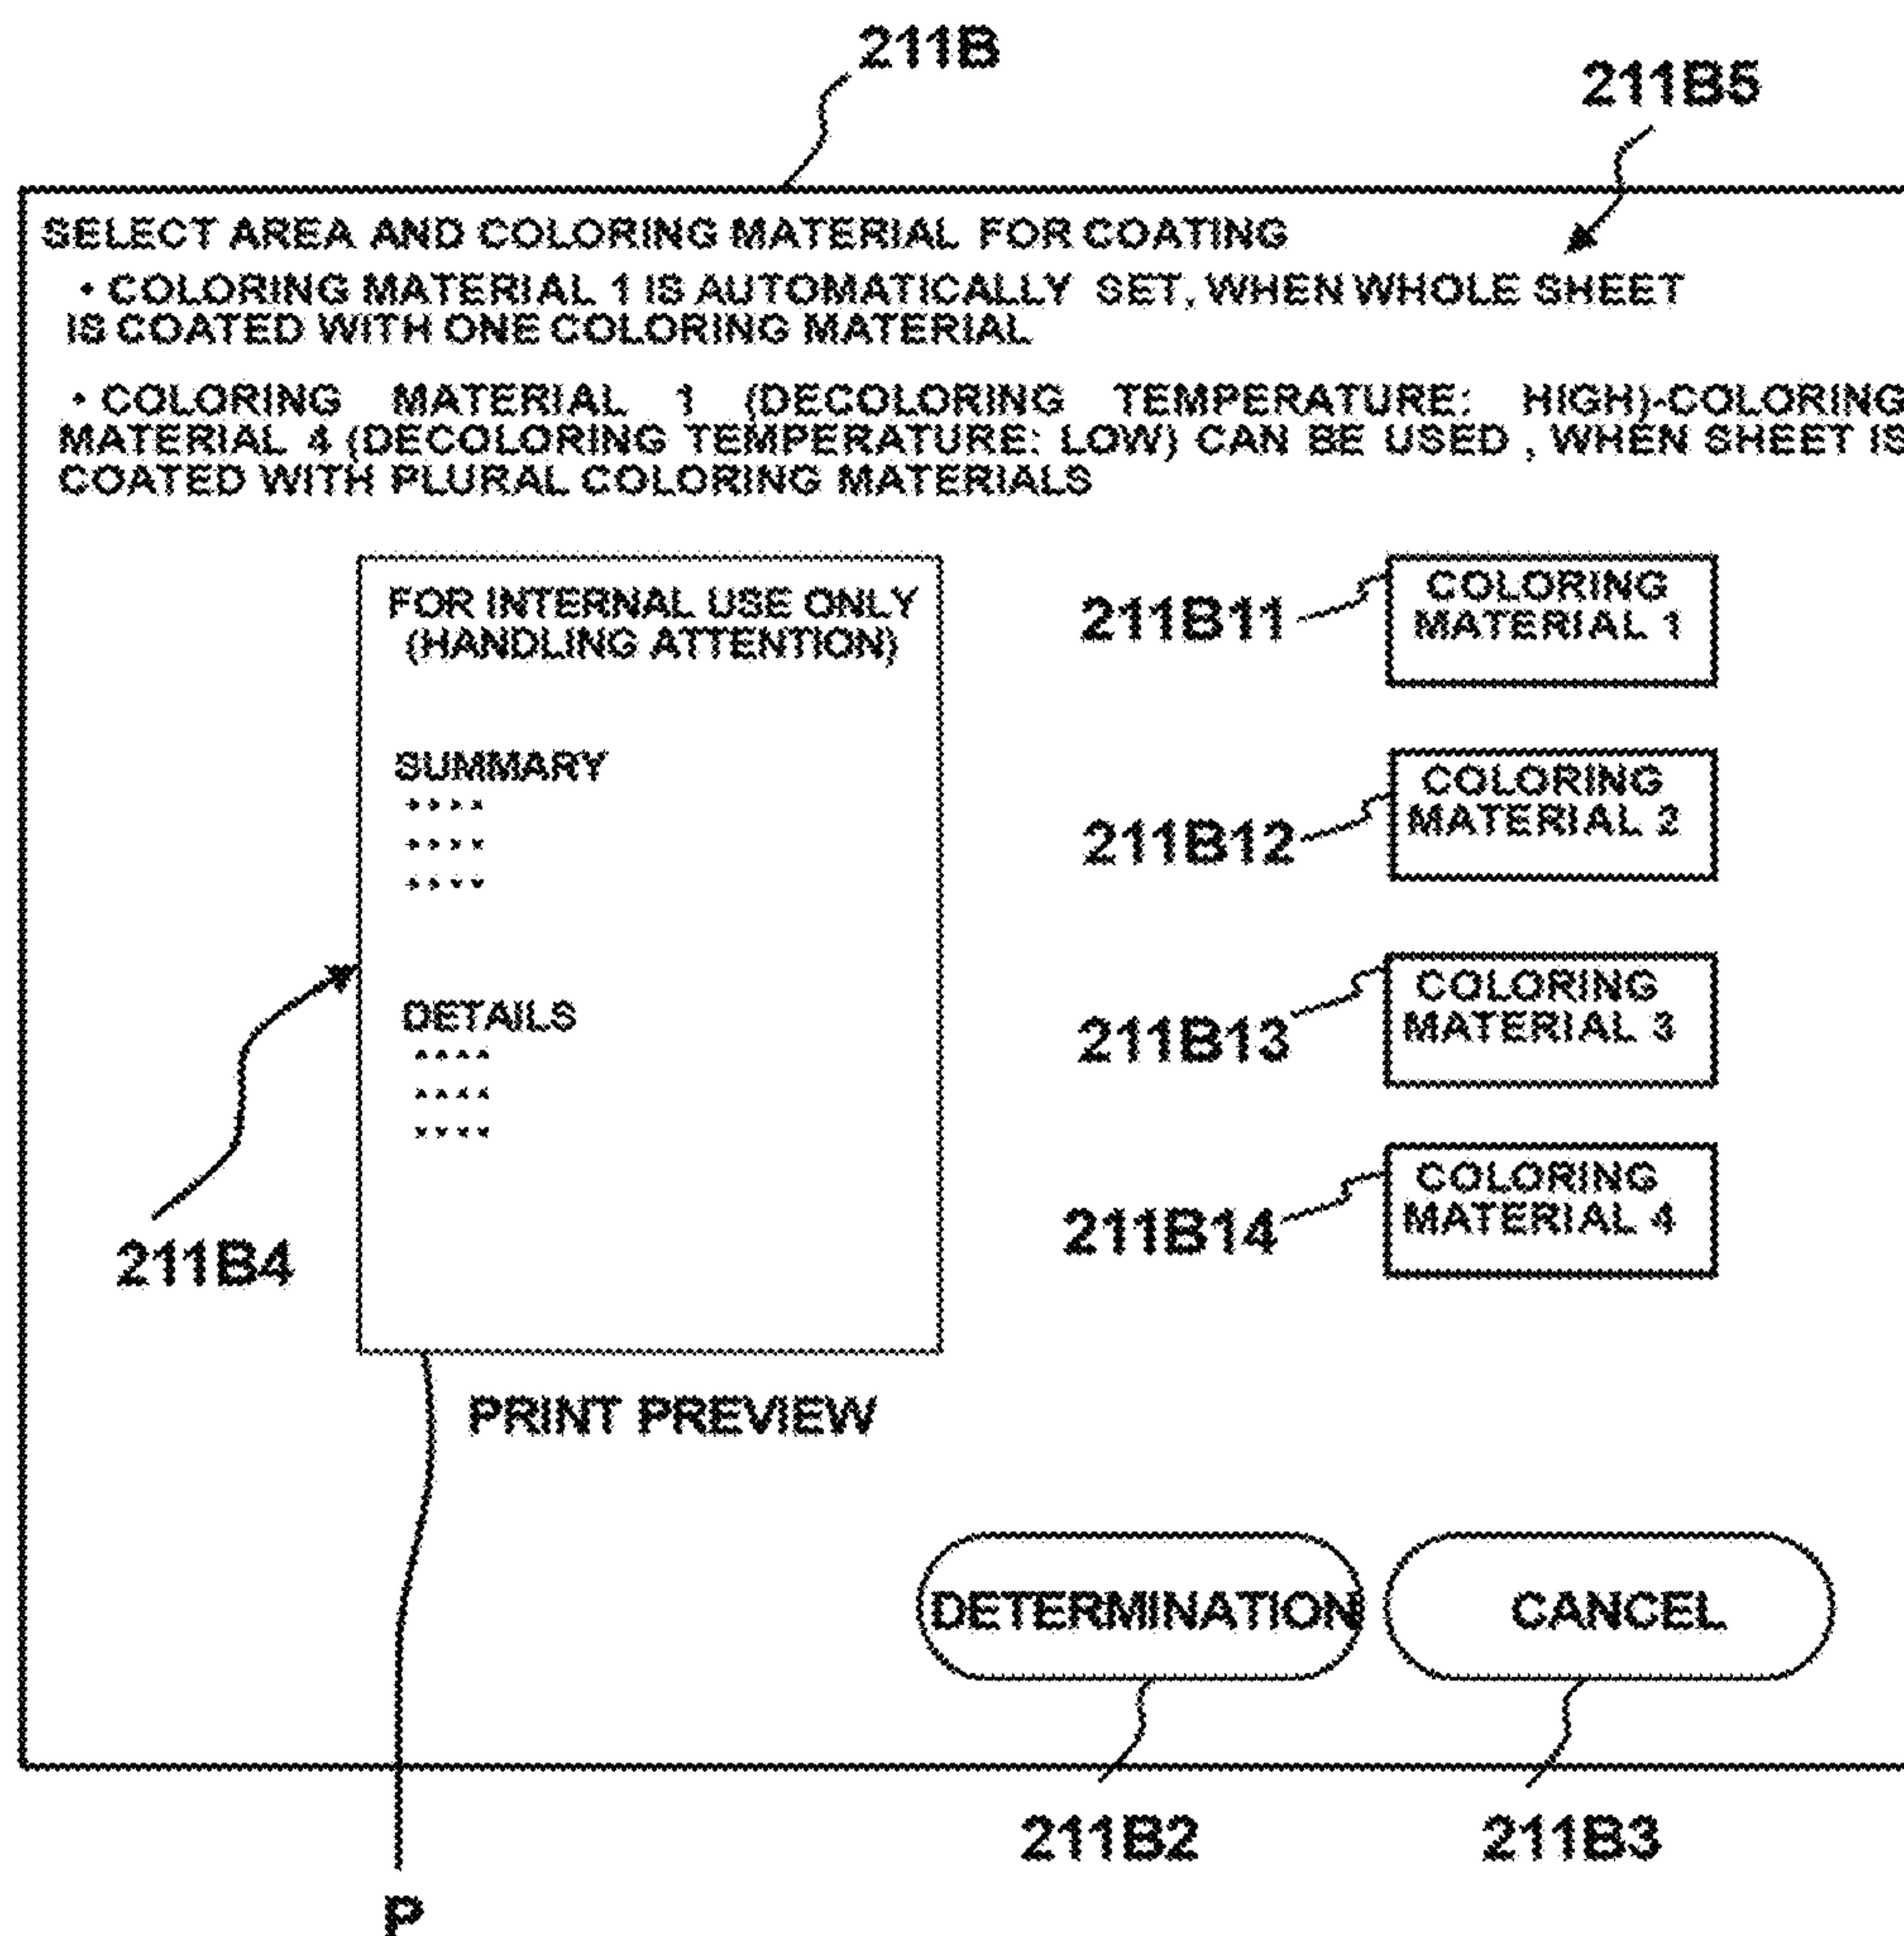 211B
211B5
SELECT AREA AND COLORING MATERIAL FOR COATING
・COLORING MATERIAL 1 IS AUTOMATICALLY SET, WHEN WHOLE SHEET
IS COATED WITH ONE COLORING MATERIAL
・COLORING MATERIAL 1 (DECOLORING TEMPERATURE: HIGH)-COLORING
MATERIAL 4 (DECOLORING TEMPERATURE: LOW) CAN BE USED , WHEN SHEET IS
COATED WITH PLURAL COLORING MATERIALS
FOR INTERNAL USE ONLY
(HANDLING ATTENTION)
SUMMARY
DETAILS
211B4
PRINT PREVIEW
P
211B11
COLORING
MATERIAL 1
211B12
COLORING
MATERIAL 2
211B13
COLORING
MATERIAL 3
211B14
COLORING
MATERIAL 4
DETERMINATION
CANCEL
211B2
211B3